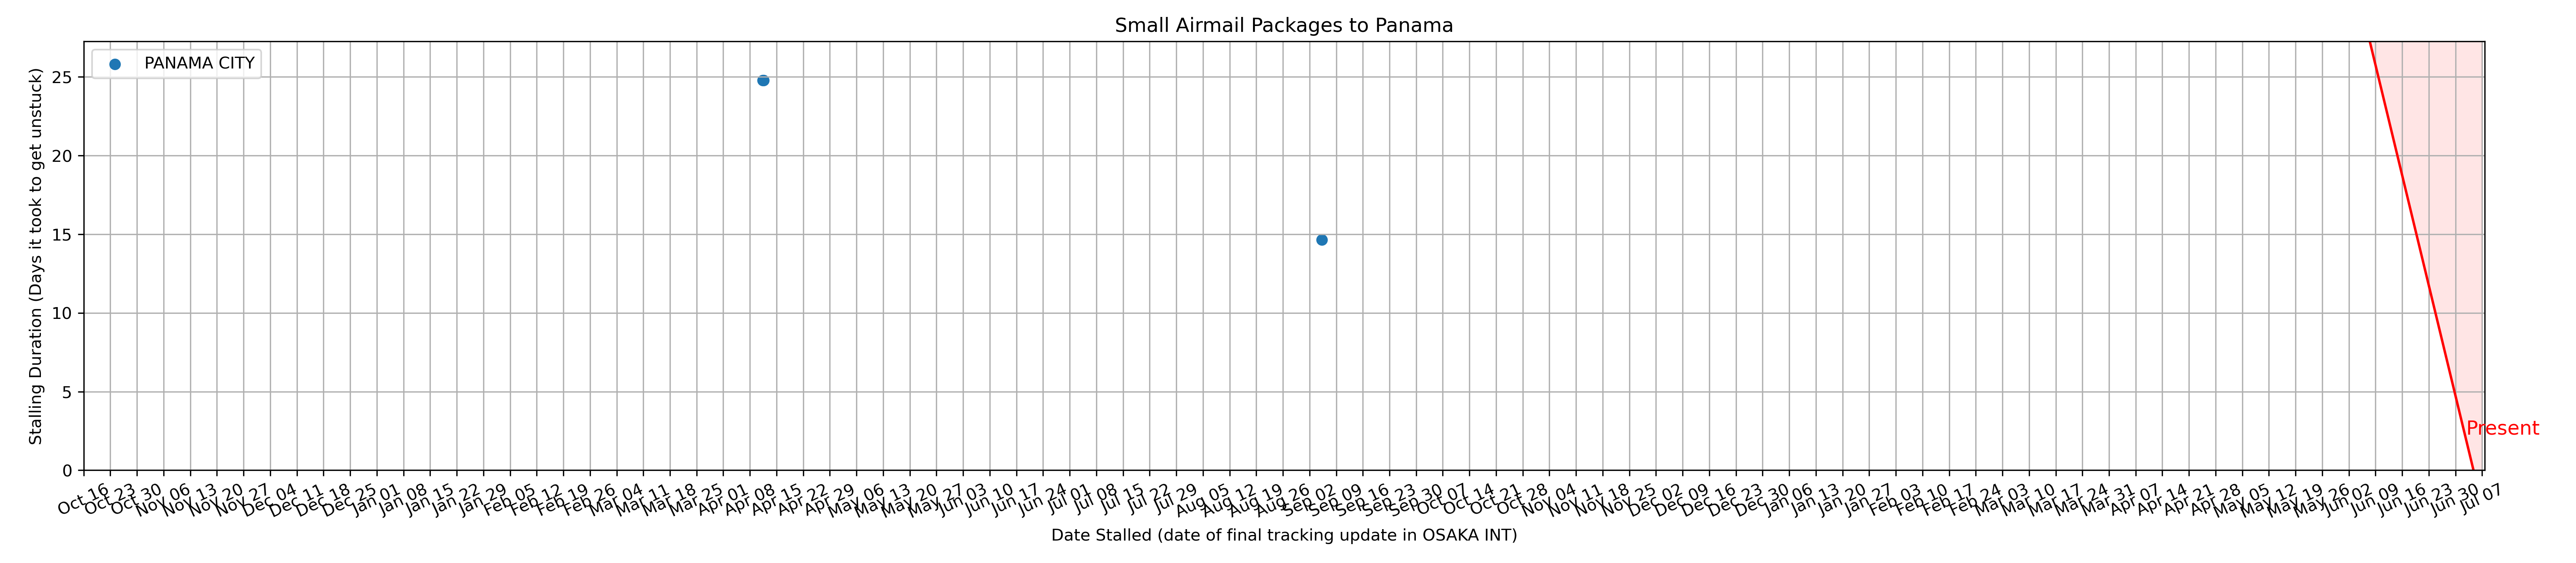 Small Airmail Packages to Panama
PANAMA CITY
Stalling Duration (Days it took to get unstuck)
25
20
15
10
5
0
Present
Oct 16 Oct 23 Oct 30 Nov 06 Nov 13 Nov 20 Nov 27 Dec 04 Dec 11 Dec 18 Dec 25 Jan 01 Jan 08 Jan 15 Jan 22 Jan 29 Feb 05 Feb 12 Feb 19 Feb 26 Mar 04 Mar 11 Mar 18 Mar 25 Apr 01 Apr 08 Apr 15 Apr 22 Apr 29 May 06 May 13 May 20 May 27 Jun 03 Jun 10 Jun 17 Jun 24 Jul 01 Jul 08 Jul 15 Jul 22 Jul 29 Aug 05 Aug 12 Aug 19 Aug 26 Sep 02 Sep 09 Sep 16 Sep 23 Sep 30 Oct 07 Oct 14 Oct 21 Oct 28 Nov 04 Nov 11 Nov 18 Nov 25 Dec 02 Dec 09 Dec 16 Dec 23 Dec 30 Jan 06 Jan 13 Jan 20 Jan 27 Feb 03 Feb 10 Feb 17 Feb 24 Mar 03 Mar 10 Mar 17 Mar 24 Mar 31 Apr 07 Apr 14 Apr 21 Apr 28 May 05 May 12 May 19 May 26 Jun 02 Jun 09 Jun 16 Jun 23 Jun 30 Jul 07
Date Stalled (date of final tracking update in OSAKA INT)